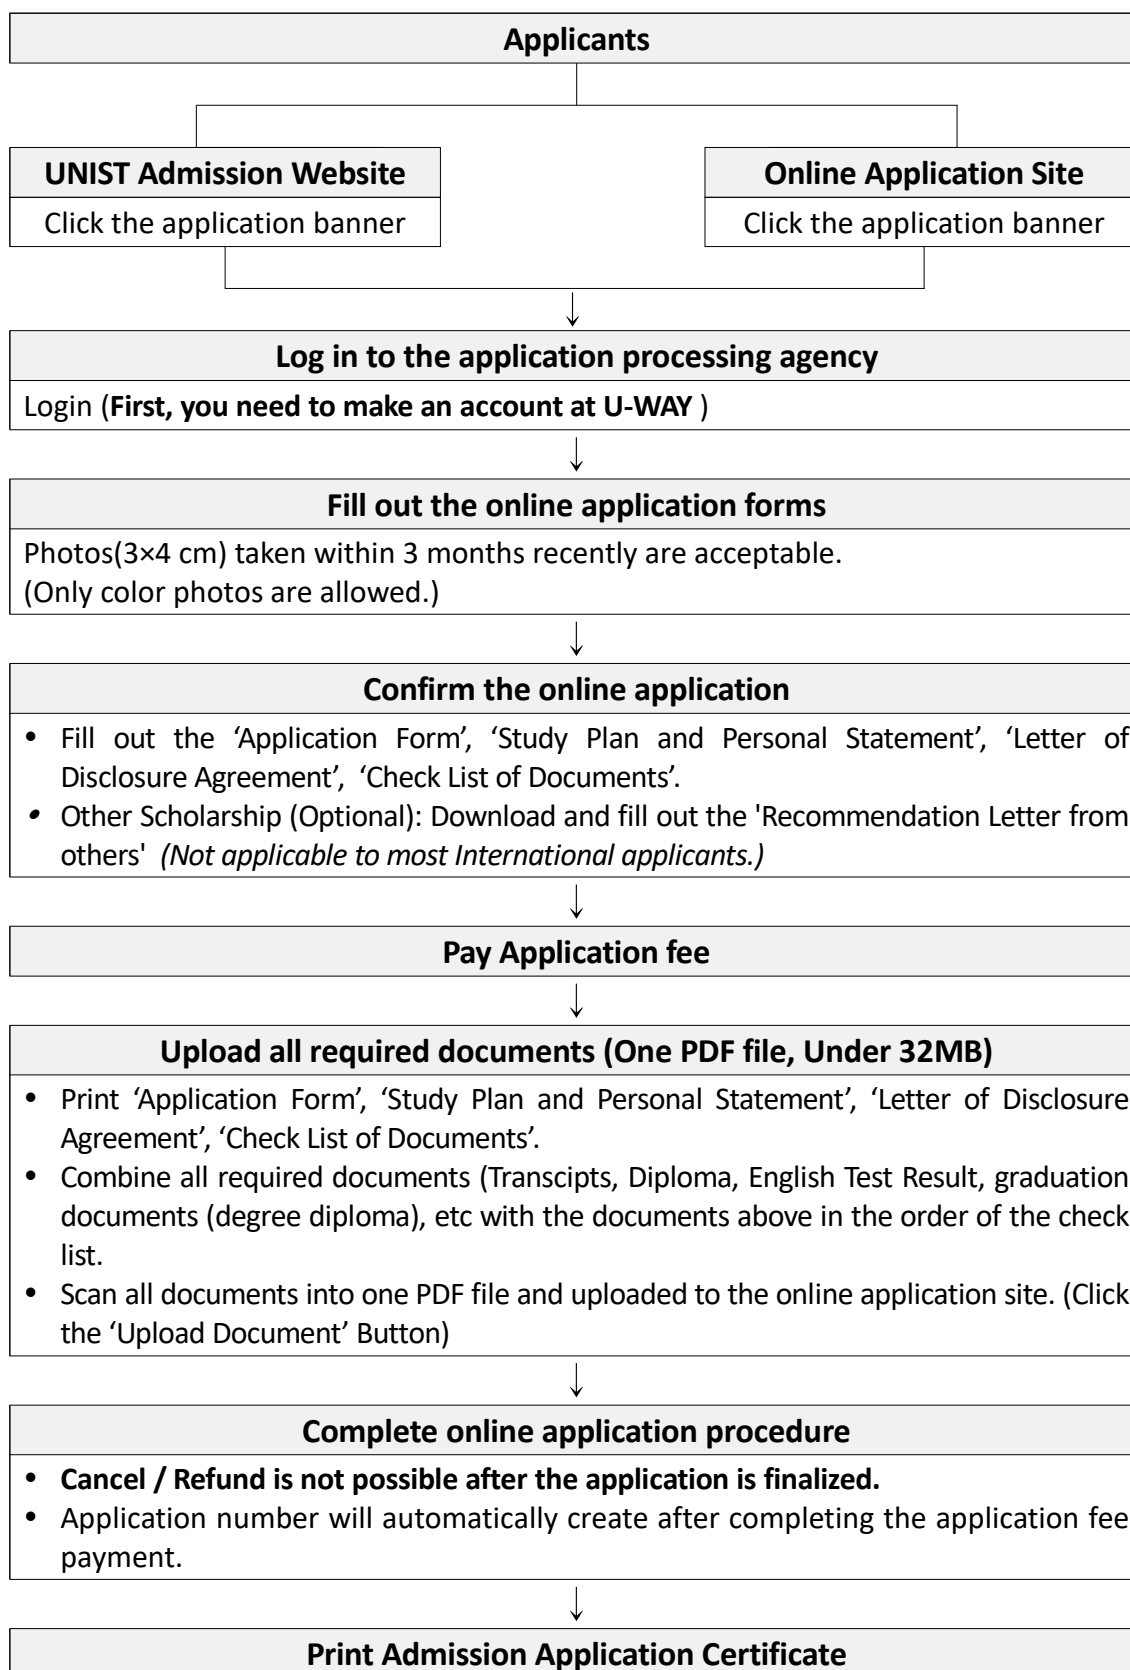 Applicants
UNIST Admission Website
Click the application banner
Online Application Site
Click the application banner
Log in to the application processing agency
Login (First, you need to make an account at U-WAY )
Fill out the online application forms
Photos(3×4 cm) taken within 3 months recently are acceptable.
(Only color photos are allowed.)
Confirm the online application
• Fill out the ‘Application Form’, ‘Study Plan and Personal Statement’, ‘Letter of
Disclosure Agreement’, ‘Check List of Documents’.
• Other Scholarship (Optional): Download and fill out the 'Recommendation Letter from
others' (Not applicable to most International applicants.)
Pay Application fee
Upload all required documents (One PDF file, Under 32MB)
• Print ‘Application Form’, ‘Study Plan and Personal Statement’, ‘Letter of Disclosure
Agreement’, ‘Check List of Documents’.
• Combine all required documents (Transcipts, Diploma, English Test Result, graduation
documents (degree diploma), etc with the documents above in the order of the check
list.
• Scan all documents into one PDF file and uploaded to the online application site. (Click
the ‘Upload Document’ Button)
Complete online application procedure
• Cancel / Refund is not possible after the application is finalized.
• Application number will automatically create after completing the application fee
payment.
Print Admission Application Certificate